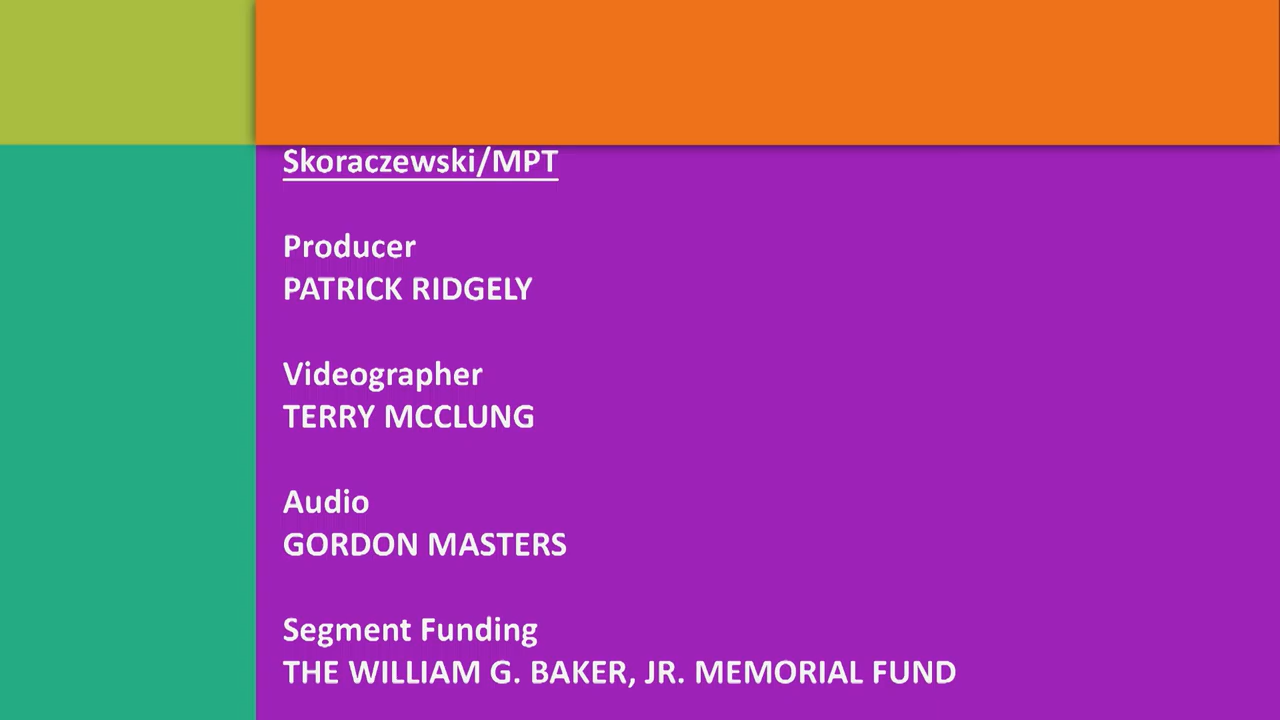 Skoraczewski/MPT
Producer
PATRICK RIDGELY
Videographer
TERRY MCCLUNG
Audio
GORDON MASTERS
Segment Funding
THE WILLIAM G. BAKER, JR. MEMORIAL FUND